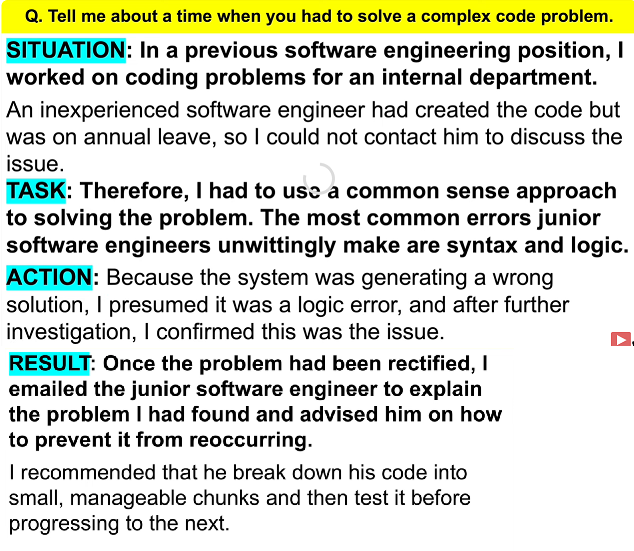 Q. Tell me about a time when you had to solve a complex code problem.
SITUATION: In a previous software engineering position, I
worked on coding problems for an internal department.
An inexperienced software engineer had created the code but
was on annual leave, so I could not contact him to discuss the
issue.
TASK: Therefore, I had to use a common sense approach
to solving the problem. The most common errors junior
software engineers unwittingly make are syntax and logic.
ACTION: Because the system was generating a wrong
solution, I presumed it was a logic error, and after further
investigation, I confirmed this was the issue.
RESULT: Once the problem had been rectified, I
emailed the junior software engineer to explain
the problem I had found and advised him on how
to prevent it from reoccurring.
I recommended that he break down his code into
small, manageable chunks and then test it before
progressing to the next.